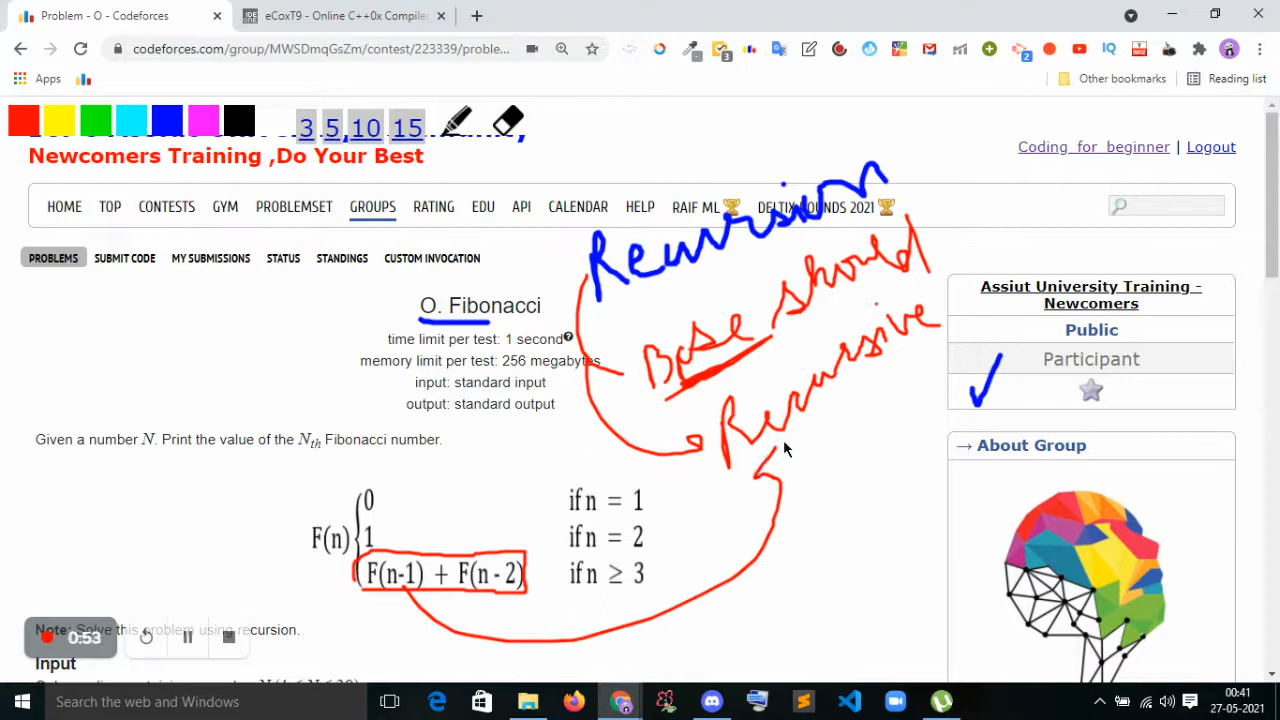 Problem - O - Codeforces
eCoxT9 - Online C++0x Compile
codeforces.com/group/MWSDmqGsZm/contest/223339/proble...
Apps
Other bookmarks
Reading list
3 5,10 15
Newcomers Training ,Do Your Best
Coding_for_beginner | Logout
HOME TOP CONTESTS GYM PROBLEMSET GROUPS RATING EDU API CALENDAR HELP RAIF ML DELTIX ROUNDS 2021
PROBLEMS SUBMIT CODE MY SUBMISSIONS STATUS STANDINGS CUSTOM INVOCATION
Recursion
Base should
Recursive
O. Fibonacci
time limit per test: 1 second
memory limit per test: 256 megabytes
input: standard input
output: standard output
Given a number N. Print the value of the Nth Fibonacci number.
F(n) { 0 if n = 1
1 if n = 2
F(n-1) + F(n - 2) if n ≥ 3
Note: Solve this problem using recursion.
Input
0:53
Assiut University Training -
Newcomers
Public
Participant
→ About Group
Search the web and Windows
00:41
27-05-2021